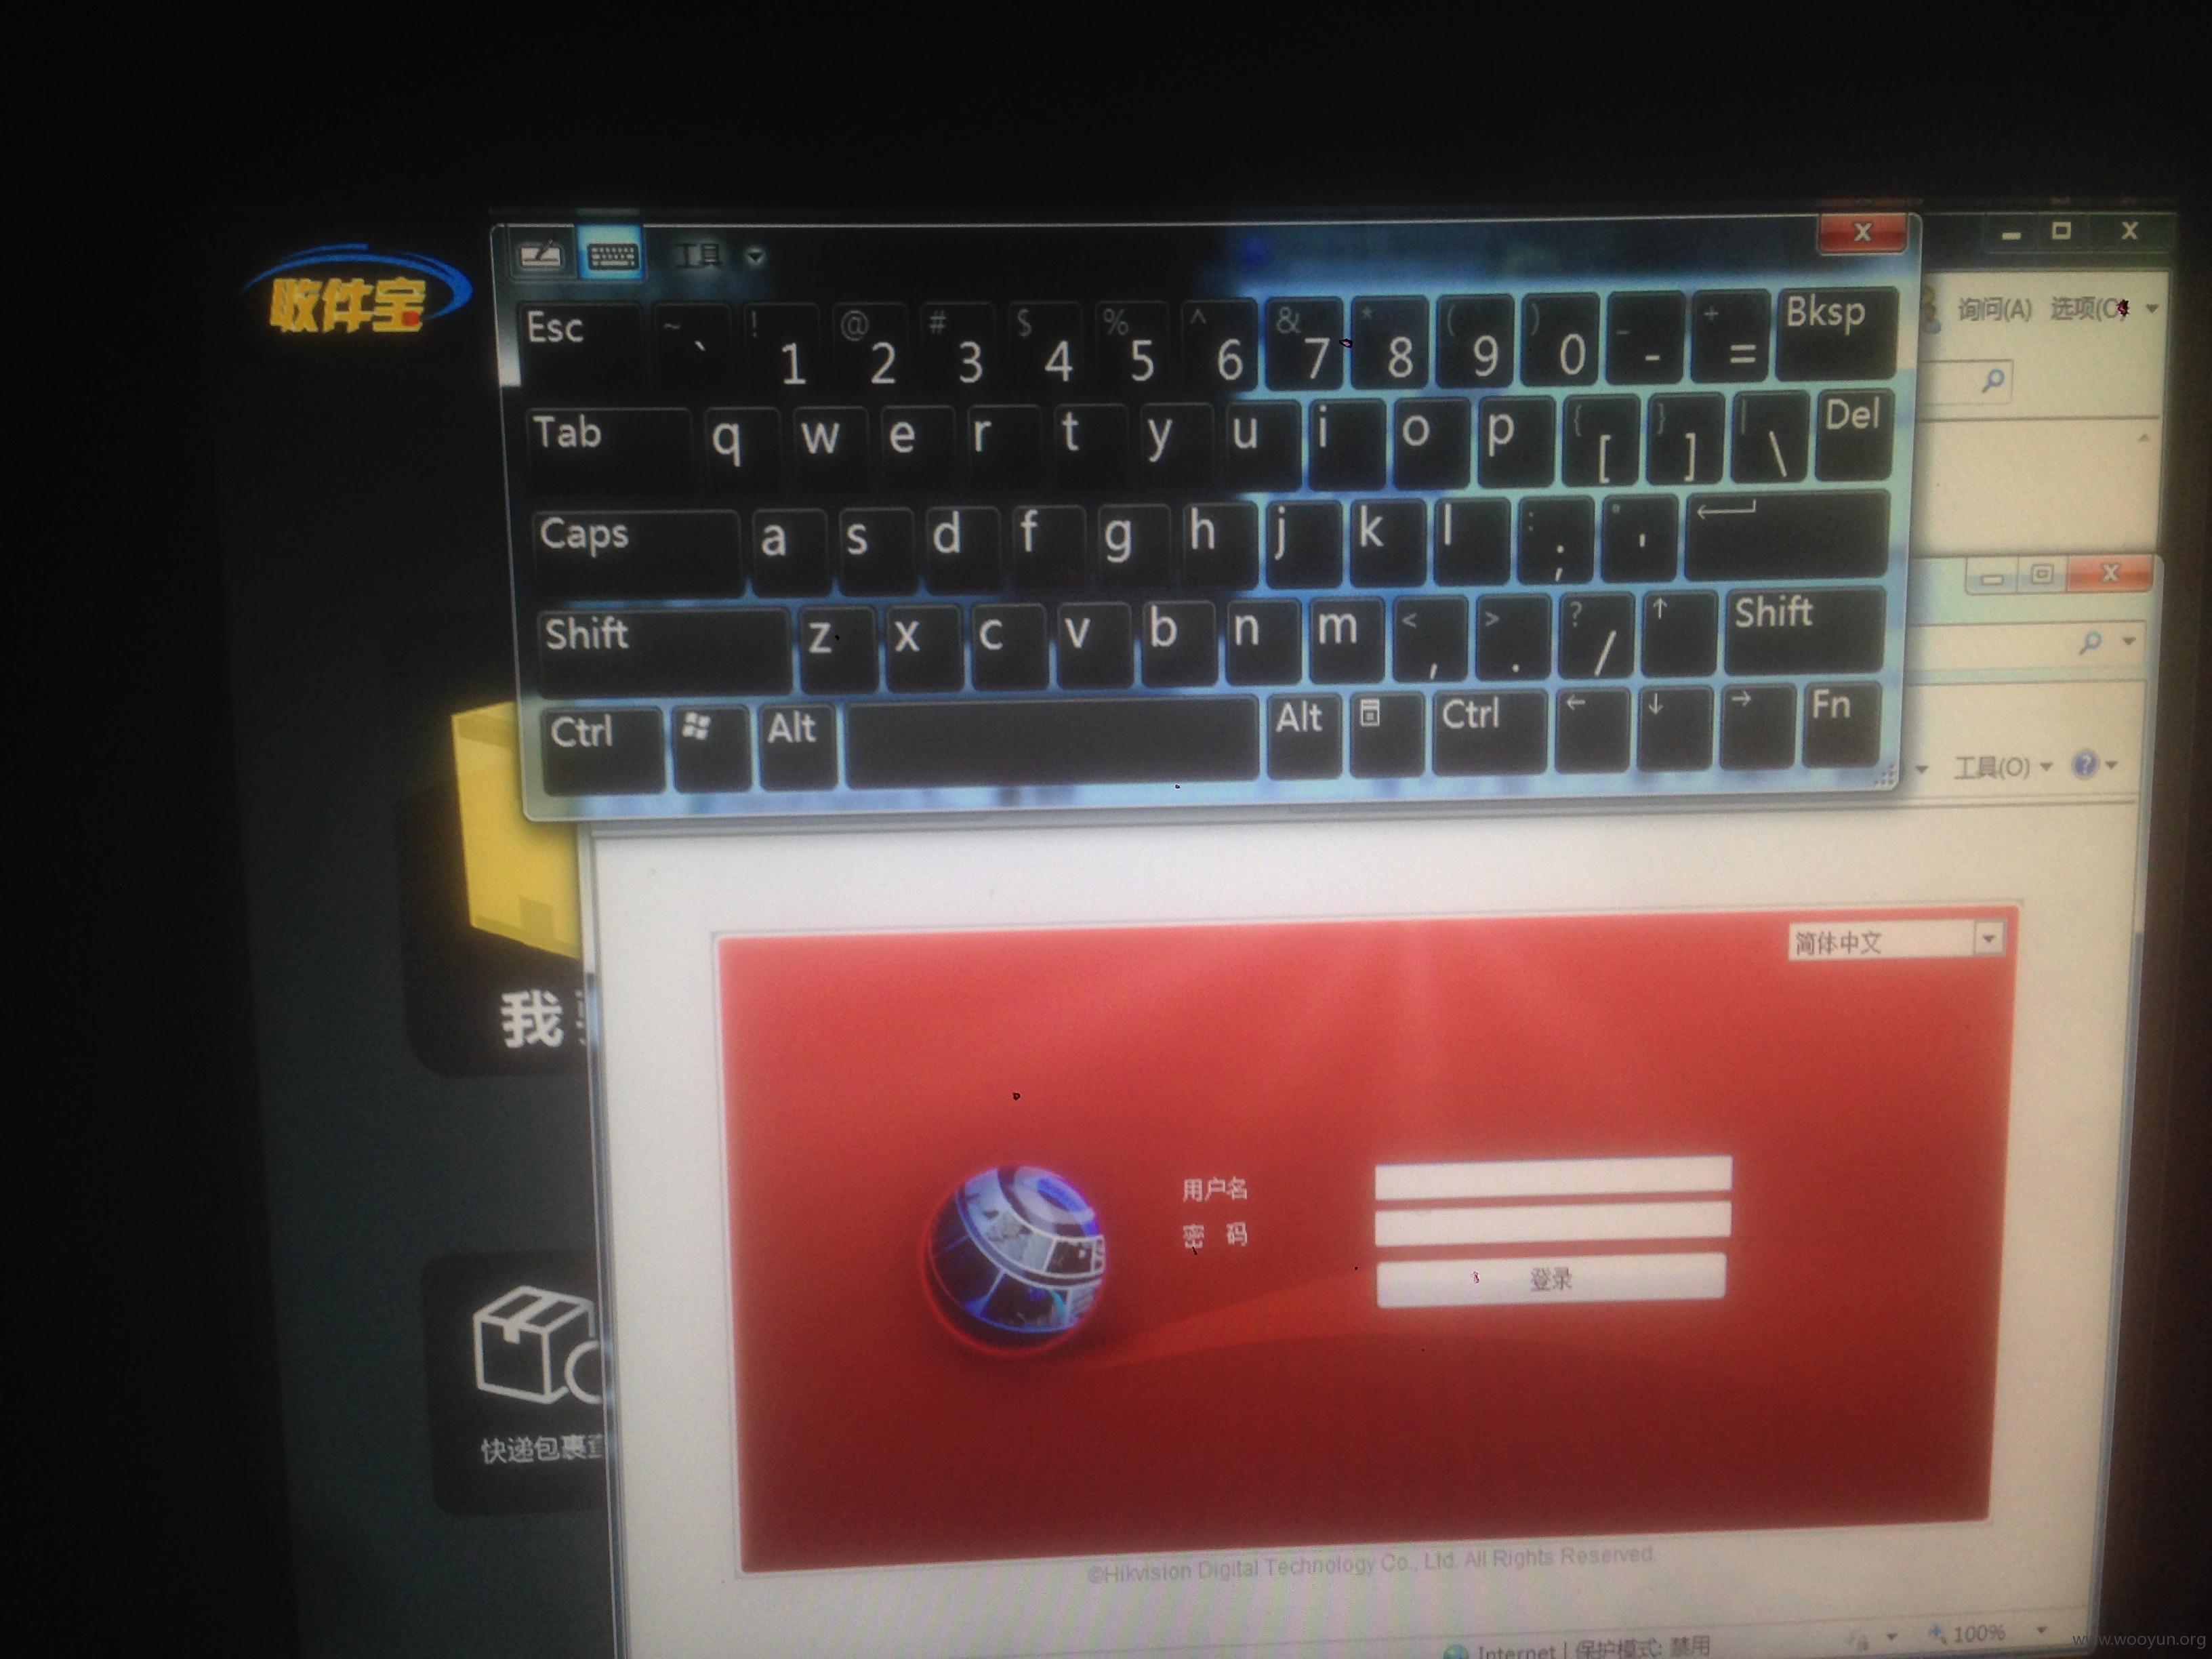 收件宝
工具
询问(A) 选项(O)
Esc ~ ` ! 1 @ 2 # 3 $ 4 % 5 ^ 6 & 7 * 8 ( 9 ) 0 _ - + = Bksp
Tab q w e r t y u i o p { [ } ] | \ Del
Caps a s d f g h j k l : ; " '
Shift z x c v b n m < , > . ? / ↑ Shift
Ctrl Alt Alt Ctrl ← ↓ → Fn
工具(O)
简体中文
我
用户名
密 码
登录
快递包裹
©Hikvision Digital Technology Co., Ltd. All Rights Reserved.
Internet | 保护模式: 禁用
100%
www.wooyun.org